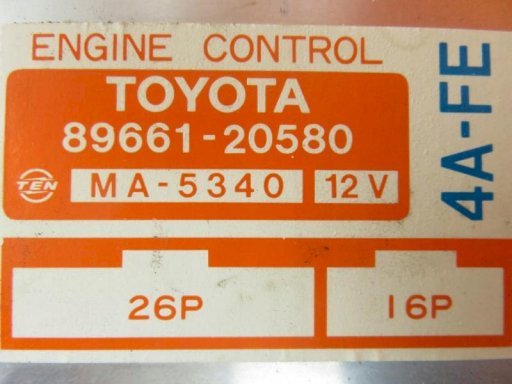 ENGINE CONTROL
TOYOTA
89661-20580
TEN MA-5340 12V
4A-FE
26P 16P